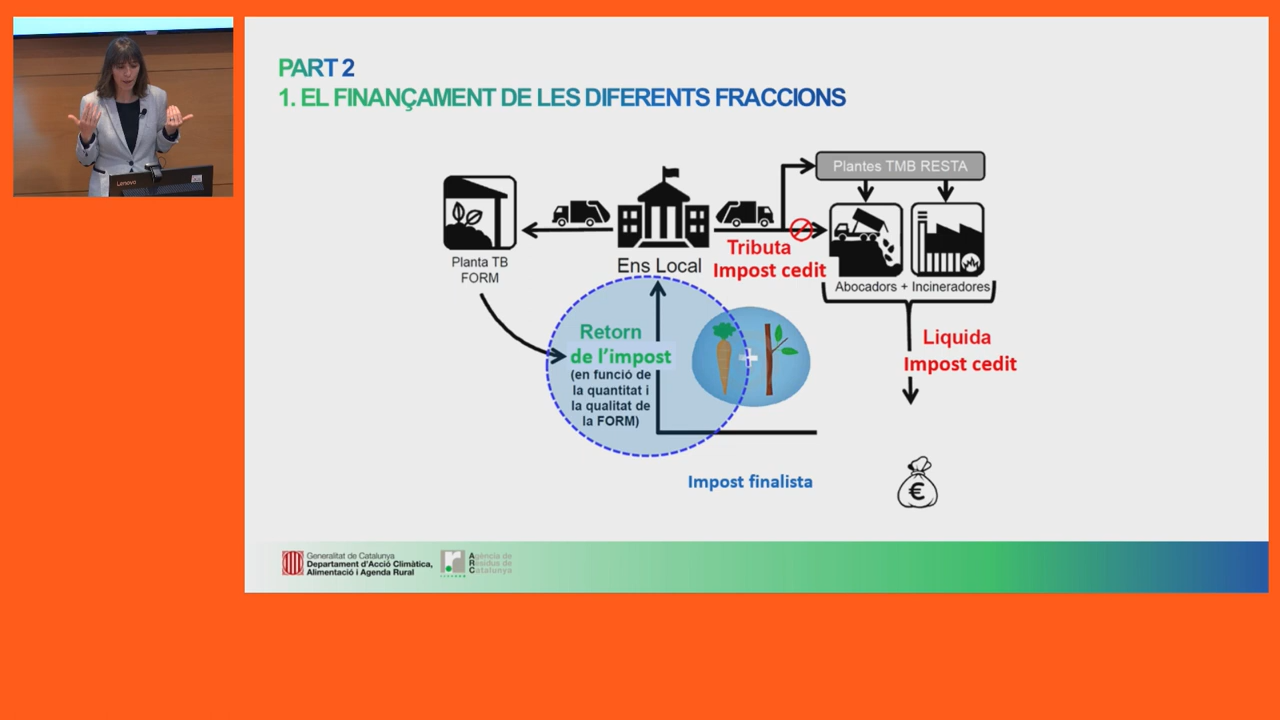 PART 2
1. EL FINANÇAMENT DE LES DIFERENTS FRACCIONS
Plantes TMB RESTA
Planta TB
FORM
Ens Local
Tributa
Impost cedit
Abocadors + Incineradores
Retorn
de l’impost
(en funció de
la quantitat i
la qualitat de
la FORM)
Liquida
Impost cedit
Impost finalista
€
Generalitat de Catalunya
Departament d'Acció Climàtica,
Alimentació i Agenda Rural
Agència de
Residus de
Catalunya
Lenovo